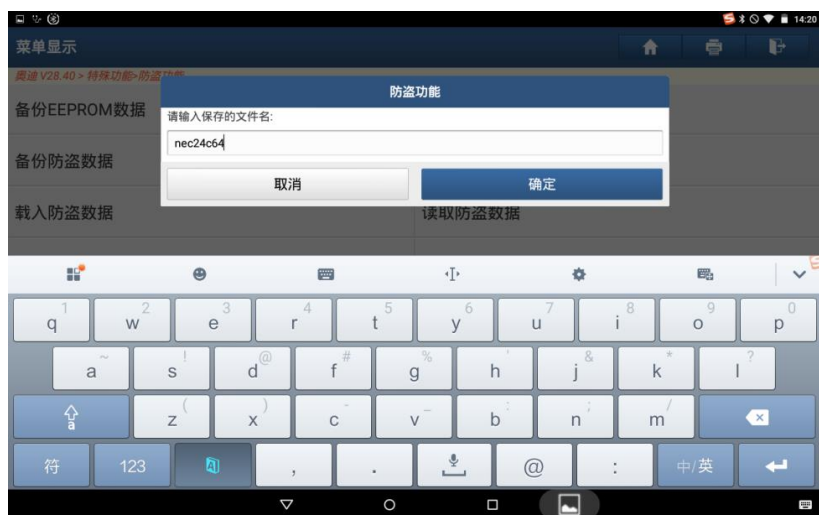 14:20
菜单显示
奥迪 V28.40 > 特殊功能>防盗功能
备份EEPROM数据
防盗功能
请输入保存的文件名:
nec24c64
取消
确定
备份防盗数据
载入防盗数据
读取防盗数据
1 2 3 4 5 6 7 8 9 0
q w e r t y u i o p
~ ! @ # % ' & * ?
a s d f g h j k l
( ) - _ : ; /
a z x c v b n m
符 123 , . @ : 中/英